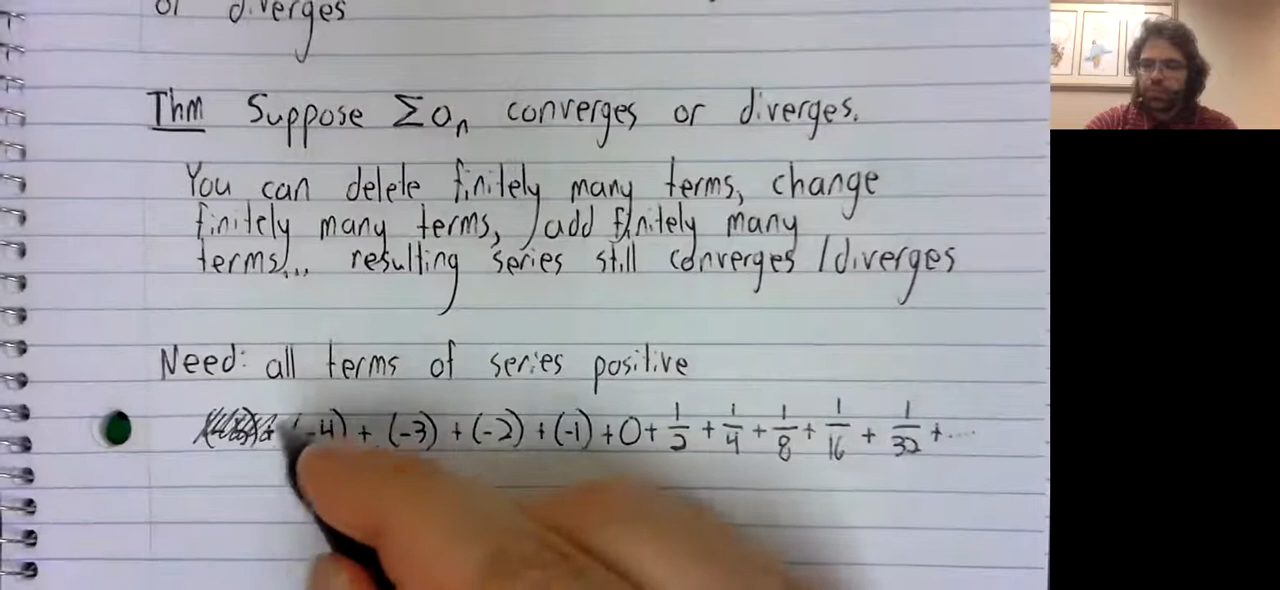 or diverges
Thm Suppose Σ aₙ converges or diverges.
You can delete finitely many terms, change
finitely many terms, add finitely many
terms... resulting series still converges / diverges
Need: all terms of series positive
(-4) + (-3) + (-2) + (-1) + 0 + 1/2 + 1/4 + 1/8 + 1/16 + 1/32 + ....